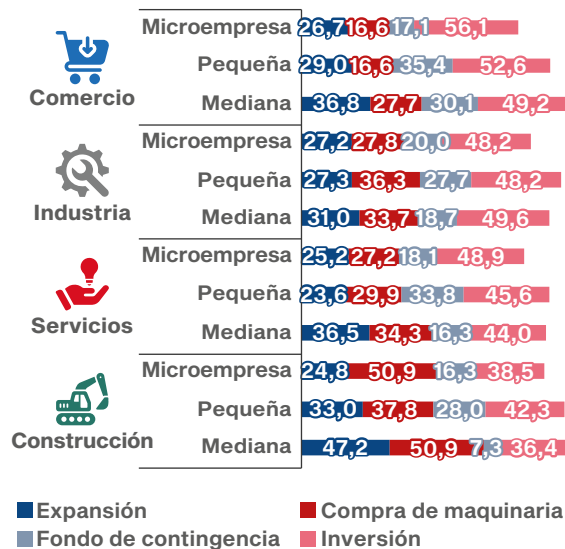 Comercio
Microempresa 26,7 16,6 17,1 56,1
Pequeña 29,0 16,6 35,4 52,6
Mediana 36,8 27,7 30,1 49,2
Industria
Microempresa 27,2 27,8 20,0 48,2
Pequeña 27,3 36,3 27,7 48,2
Mediana 31,0 33,7 18,7 49,6
Servicios
Microempresa 25,2 27,2 18,1 48,9
Pequeña 23,6 29,9 33,8 45,6
Mediana 36,5 34,3 16,3 44,0
Construcción
Microempresa 24,8 50,9 16,3 38,5
Pequeña 33,0 37,8 28,0 42,3
Mediana 47,2 50,9 7,3 36,4
Expansión Compra de maquinaria
Fondo de contingencia Inversión